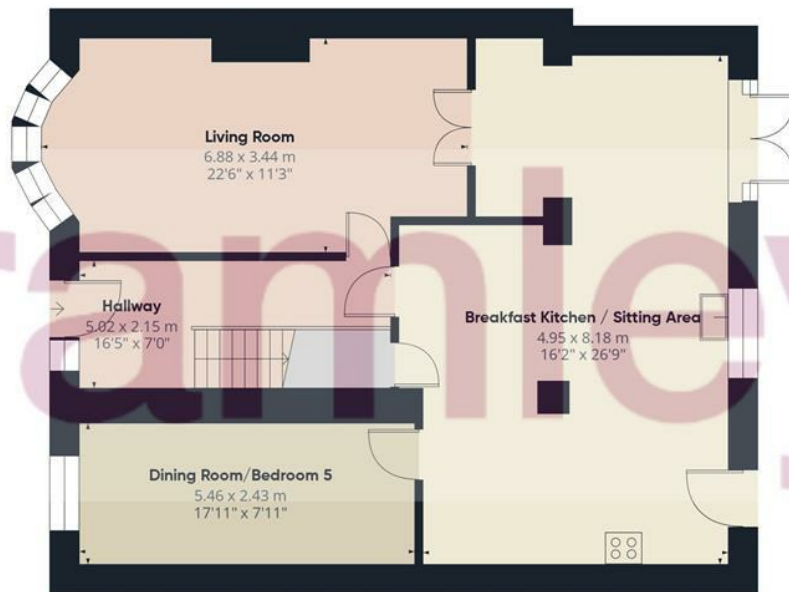 Living Room
6.88 x 3.44 m
22'6" x 11'3"
Hallway
5.02 x 2.15 m
16'5" x 7'0"
Breakfast Kitchen / Sitting Area
4.95 x 8.18 m
16'2" x 26'9"
Dining Room/Bedroom 5
5.46 x 2.43 m
17'11" x 7'11"
ramley